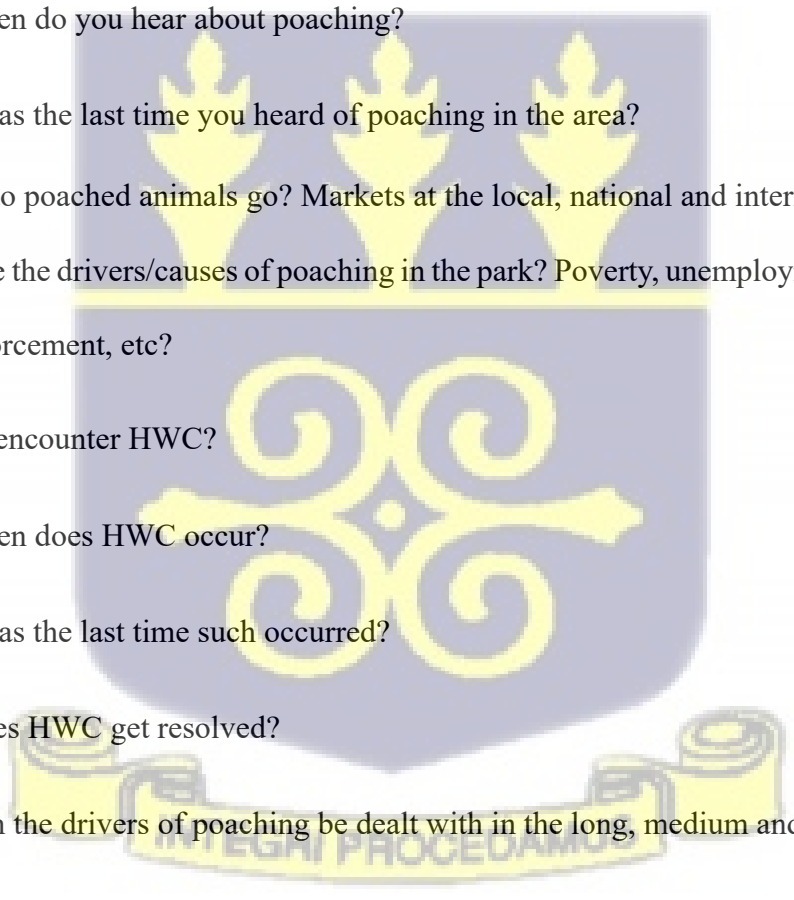 en do you hear about poaching?
as the last time you heard of poaching in the area?
o poached animals go? Markets at the local, national and inter
e the drivers/causes of poaching in the park? Poverty, unemploy
orcement, etc?
encounter HWC?
en does HWC occur?
as the last time such occurred?
es HWC get resolved?
n the drivers of poaching be dealt with in the long, medium and
INTEGRI PROCEDAMUS